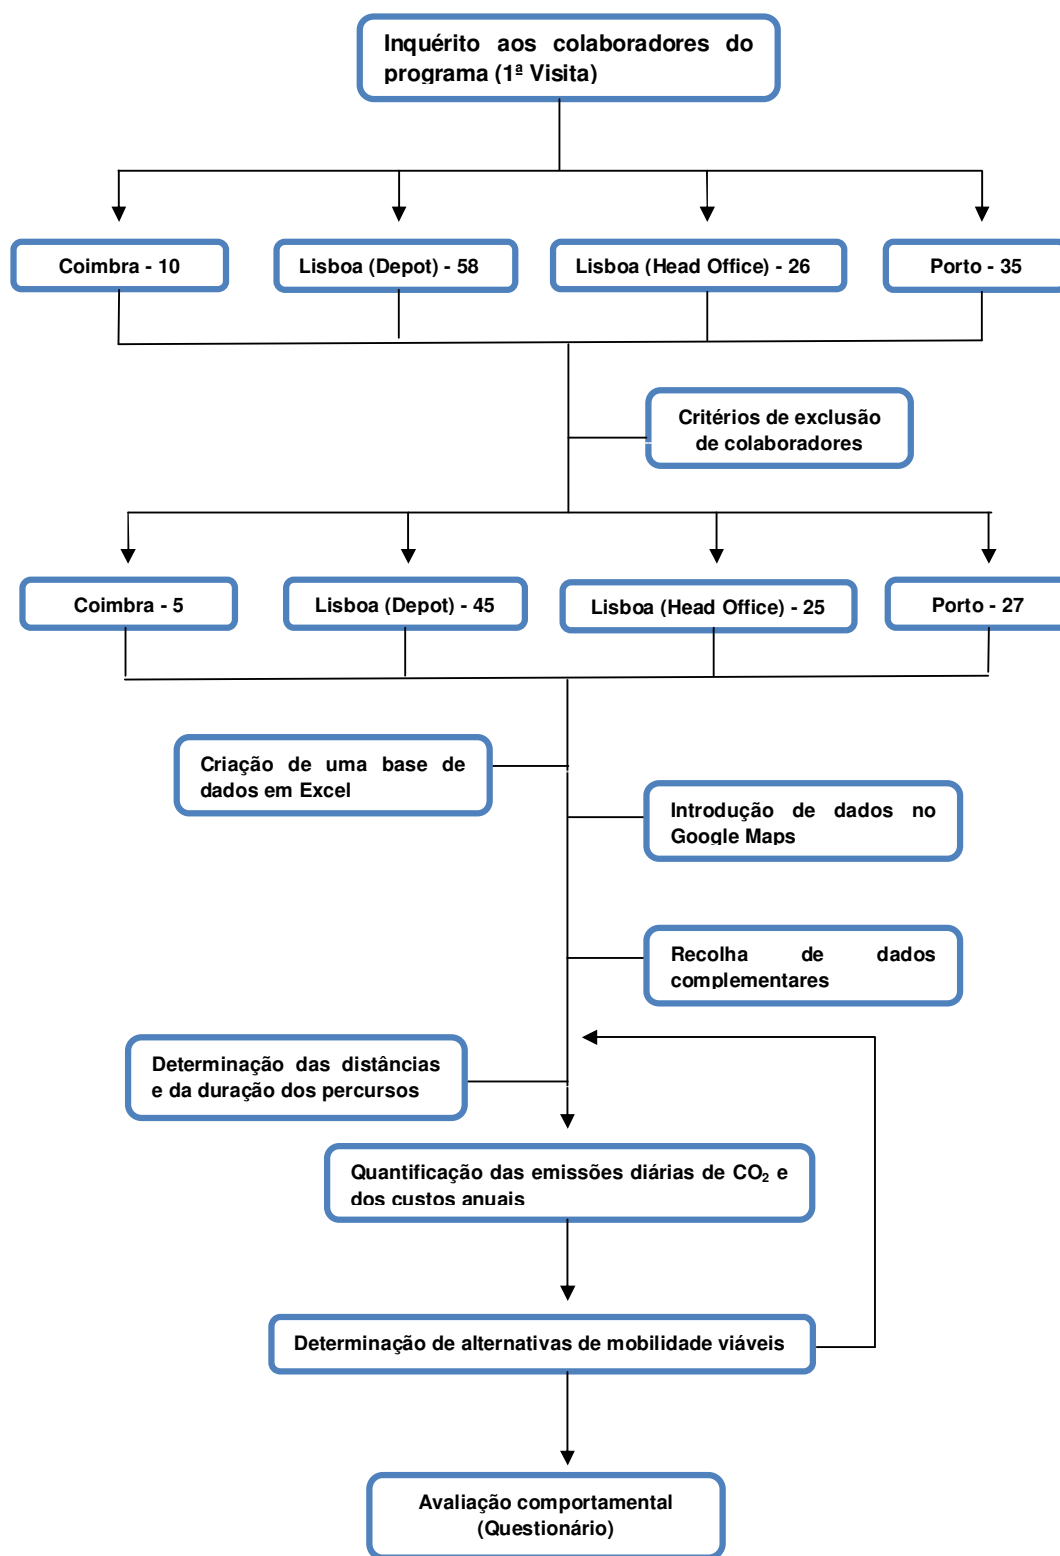 Inquérito aos colaboradores do
programa (1ª Visita)
Coimbra - 10
Lisboa (Depot) - 58
Lisboa (Head Office) - 26
Porto - 35
Critérios de exclusão
de colaboradores
Coimbra - 5
Lisboa (Depot) - 45
Lisboa (Head Office) - 25
Porto - 27
Criação de uma base de
dados em Excel
Introdução de dados no
Google Maps
Recolha de dados
complementares
Determinação das distâncias
e da duração dos percursos
Quantificação das emissões diárias de CO₂ e
dos custos anuais
Determinação de alternativas de mobilidade viáveis
Avaliação comportamental
(Questionário)